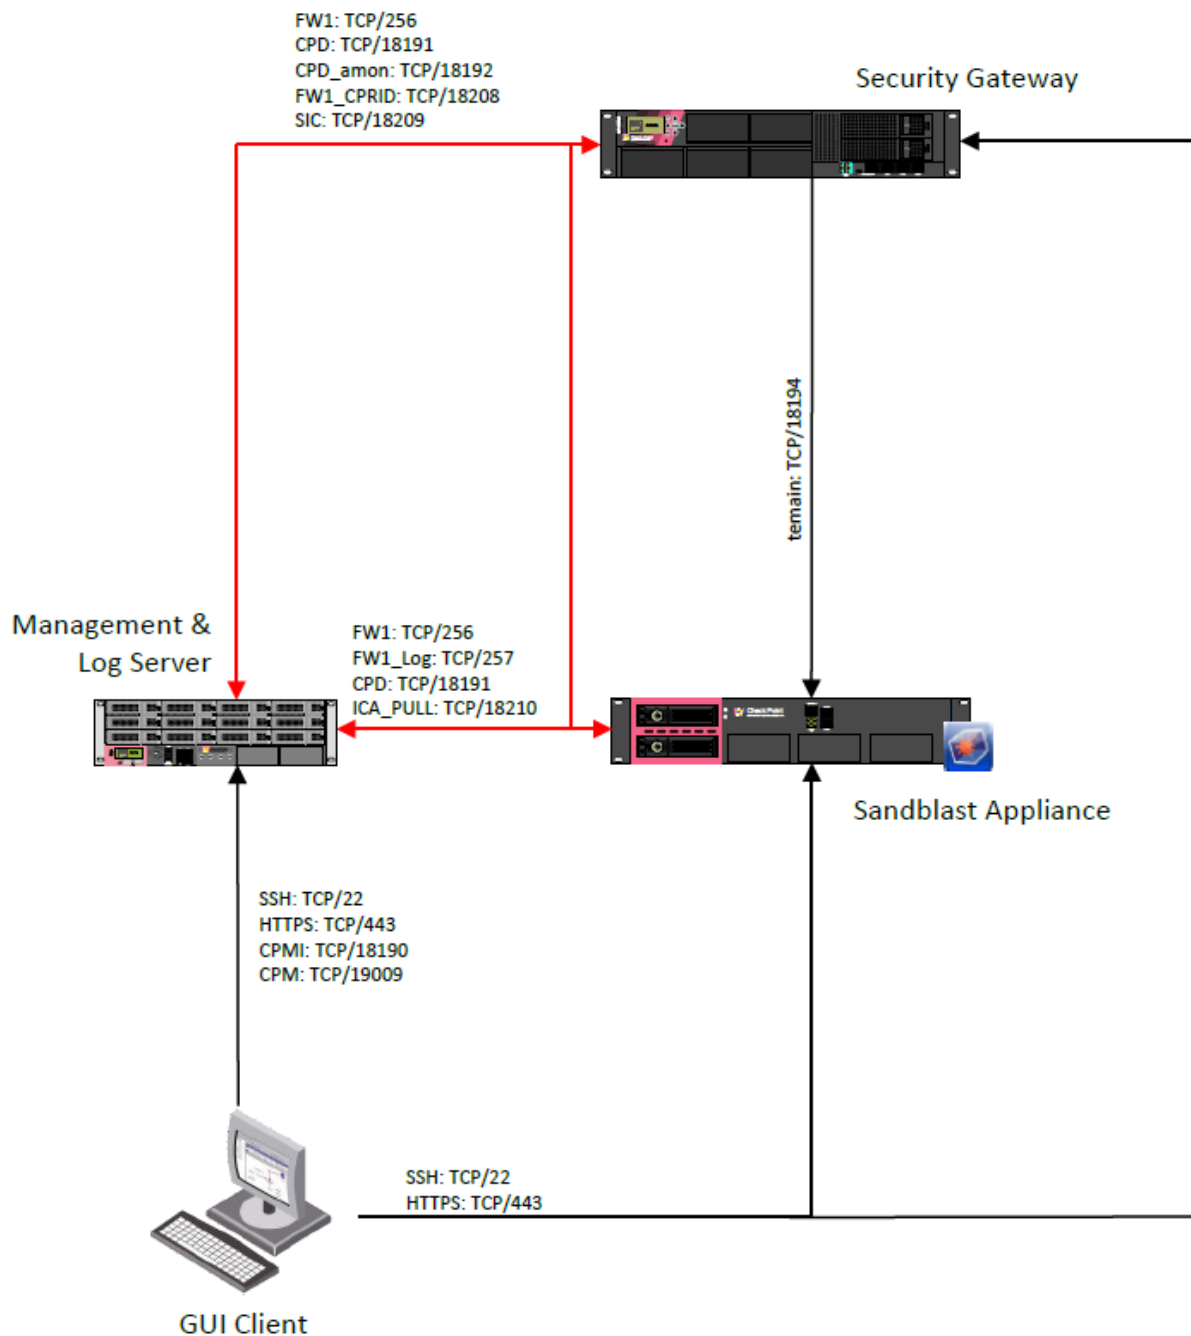 FW1: TCP/256
CPD: TCP/18191
CPD_amon: TCP/18192
FW1_CPRID: TCP/18208
SIC: TCP/18209
Security Gateway
temain: TCP/18194
Management &
Log Server
FW1: TCP/256
FW1_Log: TCP/257
CPD: TCP/18191
ICA_PULL: TCP/18210
Check Point
Sandblast Appliance
SSH: TCP/22
HTTPS: TCP/443
CPMI: TCP/18190
CPM: TCP/19009
SSH: TCP/22
HTTPS: TCP/443
GUI Client